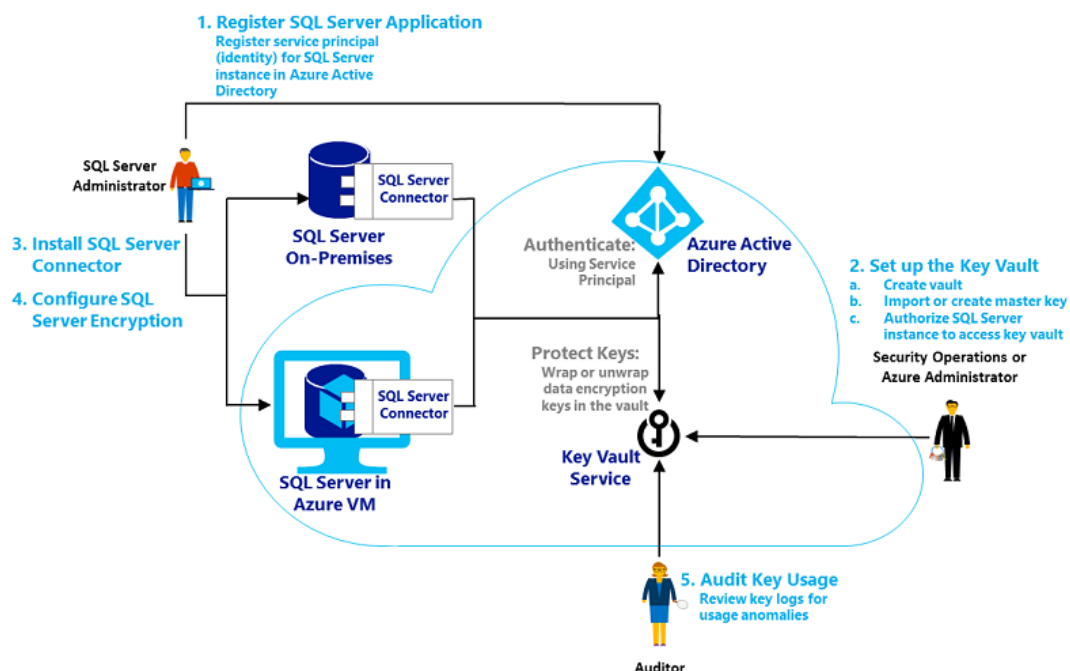 1. Register SQL Server Application
Register service principal
(identity) for SQL Server
instance in Azure Active
Directory
SQL Server
Administrator
SQL Server
Connector
SQL Server
On-Premises
3. Install SQL Server
Connector
4. Configure SQL
Server Encryption
Authenticate:
Using Service
Principal
Azure Active
Directory
2. Set up the Key Vault
a. Create vault
b. Import or create master key
c. Authorize SQL Server
instance to access key vault
Security Operations or
Azure Administrator
Protect Keys:
Wrap or unwrap
data encryption
keys in the vault
SQL Server
Connector
SQL Server in
Azure VM
Key Vault
Service
5. Audit Key Usage
Review key logs for
usage anomalies
Auditor